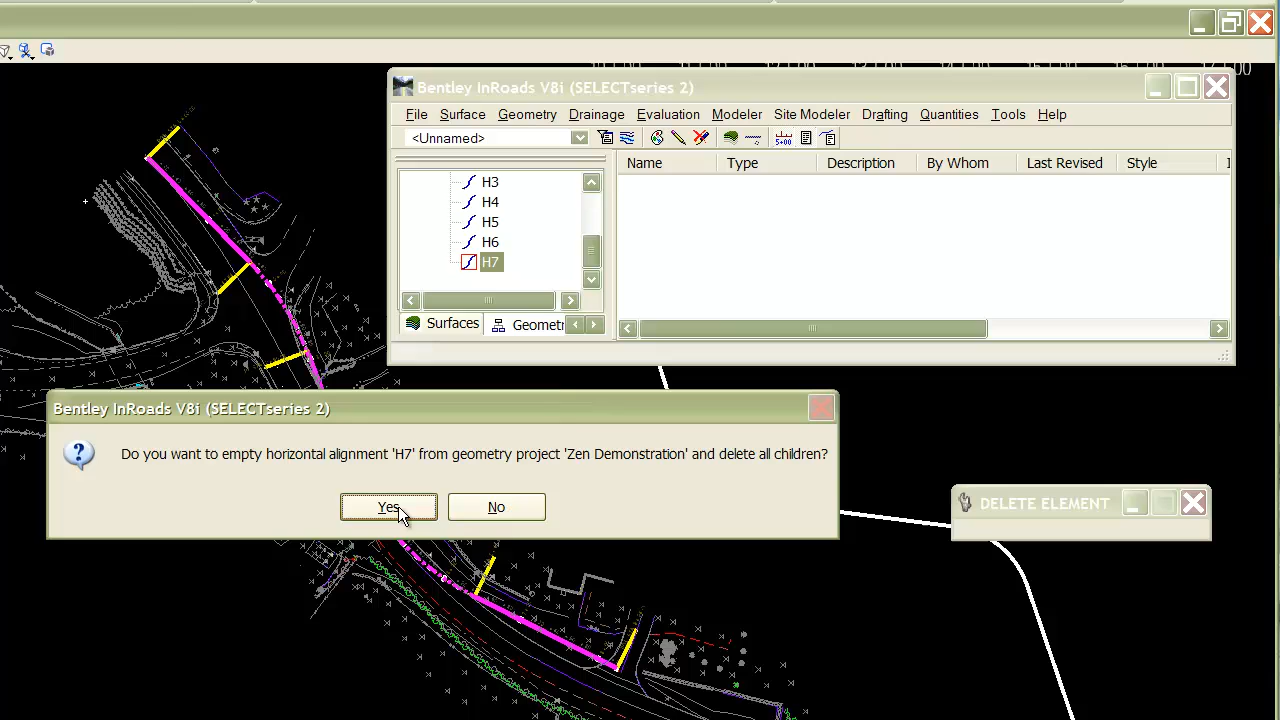 Bentley InRoads V8i (SELECTseries 2)
File Surface Geometry Drainage Evaluation Modeler Site Modeler Drafting Quantities Tools Help
<Unnamed>
5+00
Name Type Description By Whom Last Revised Style
H3
H4
H5
H6
H7
Surfaces Geometr
Bentley InRoads V8i (SELECTseries 2)
Do you want to empty horizontal alignment 'H7' from geometry project 'Zen Demonstration' and delete all children?
Yes No
DELETE ELEMENT